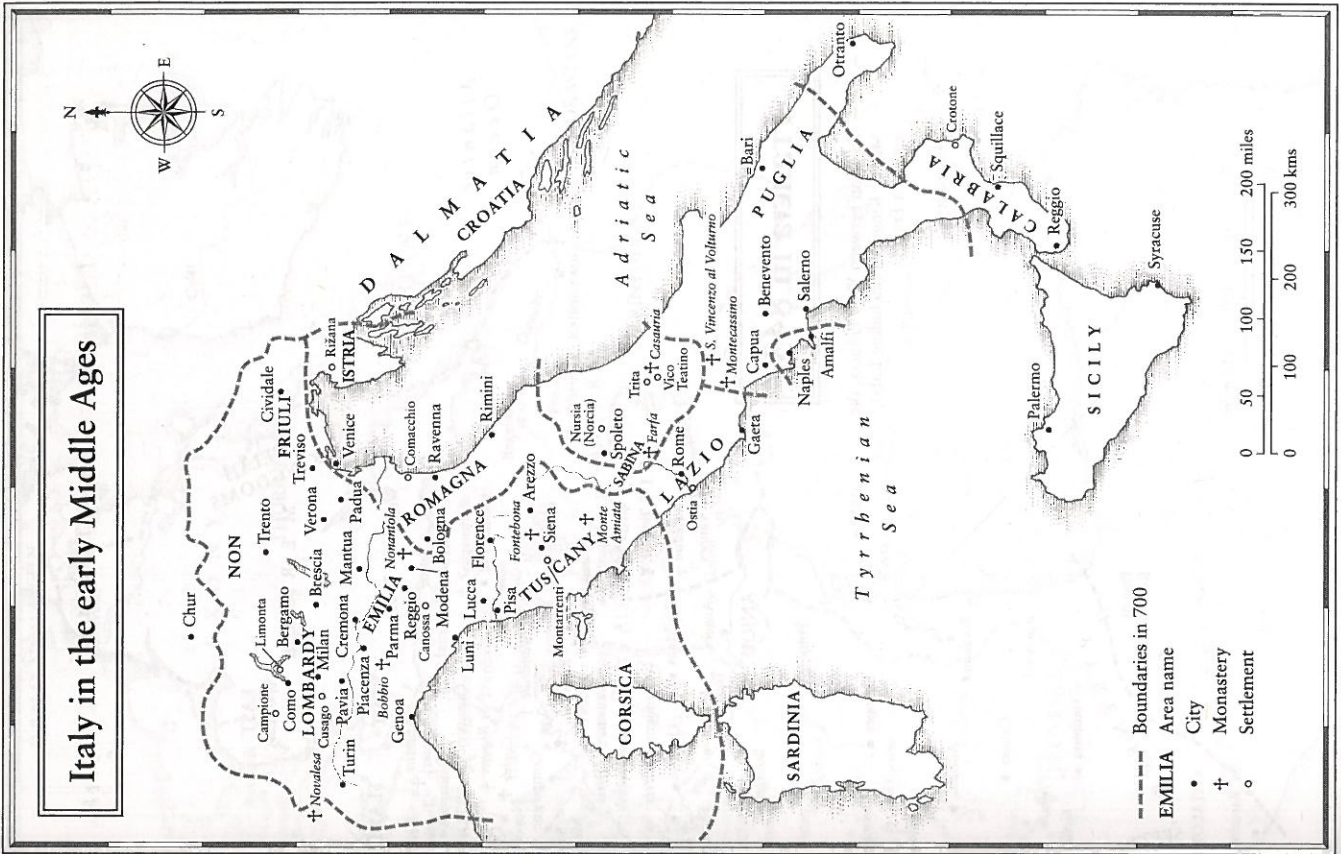 Italy in the early Middle Ages
N
E
S
W
Chur
NON
Trento
Cividale
FRIULI
Treviso
Rižana
ISTRIA
DALMATIA
CROATIA
Campione
Limonta
Como
Bergamo
Brescia
Verona
Venice
LOMBARDY
Milan
Cusago
Novalesa
Turin
Pavia
Cremona
Mantua
Padua
Piacenza
EMILIA
Nonantola
Comacchio
Bobbio
Parma
Reggio
Canossa
Modena
Bologna
ROMAGNA
Ravenna
Genoa
Luni
Lucca
Pisa
Florence
Rimini
Fontebona
Arezzo
Siena
TUSCANY
Monte
Amiata
Montarrenti
Adriatic
Sea
Nursia
(Norcia)
Spoleto
Farfa
SABINA
Rome
LAZIO
Ostia
Trita
Casauria
Vico
Teatino
S. Vincenzo al Volturno
Montecassino
Gaeta
Capua
Benevento
Naples
Salerno
Amalfi
Bari
PUGLIA
Otranto
CORSICA
SARDINIA
Tyrrhenian
Sea
CALABRIA
Crotone
Squillace
Reggio
Palermo
SICILY
Syracuse
0 50 100 150 200 miles
0 100 200 300 kms
Boundaries in 700
EMILIA Area name
City
Monastery
Settlement